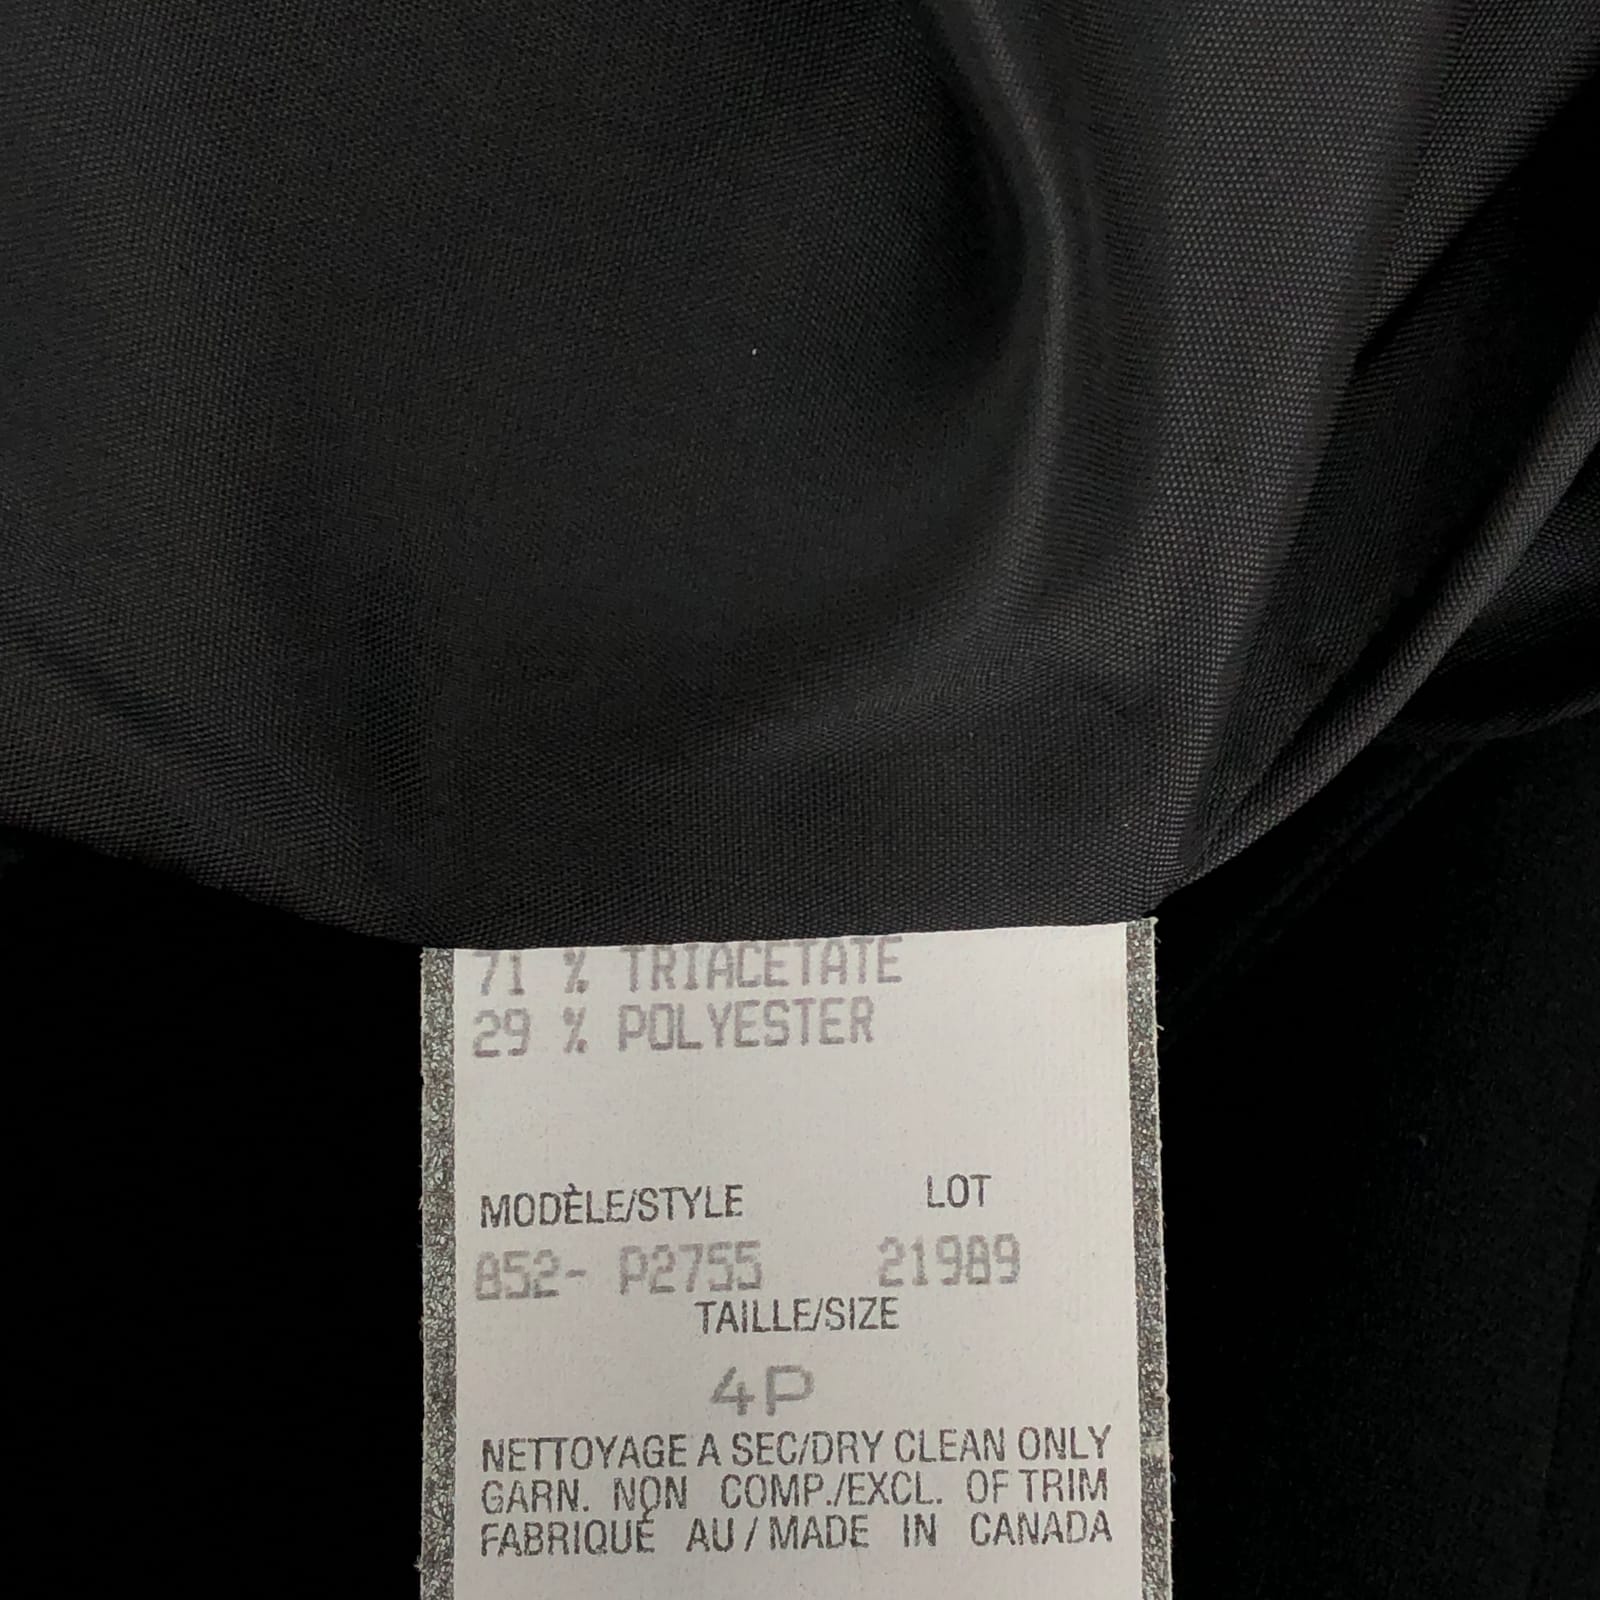 71 % TRIACETATE
29 % POLYESTER
MODÈLE/STYLE LOT
852- P2755 21989
TAILLE/SIZE
4P
NETTOYAGE A SEC/DRY CLEAN ONLY
GARN. NON COMP./EXCL. OF TRIM
FABRIQUÉ AU / MADE IN CANADA